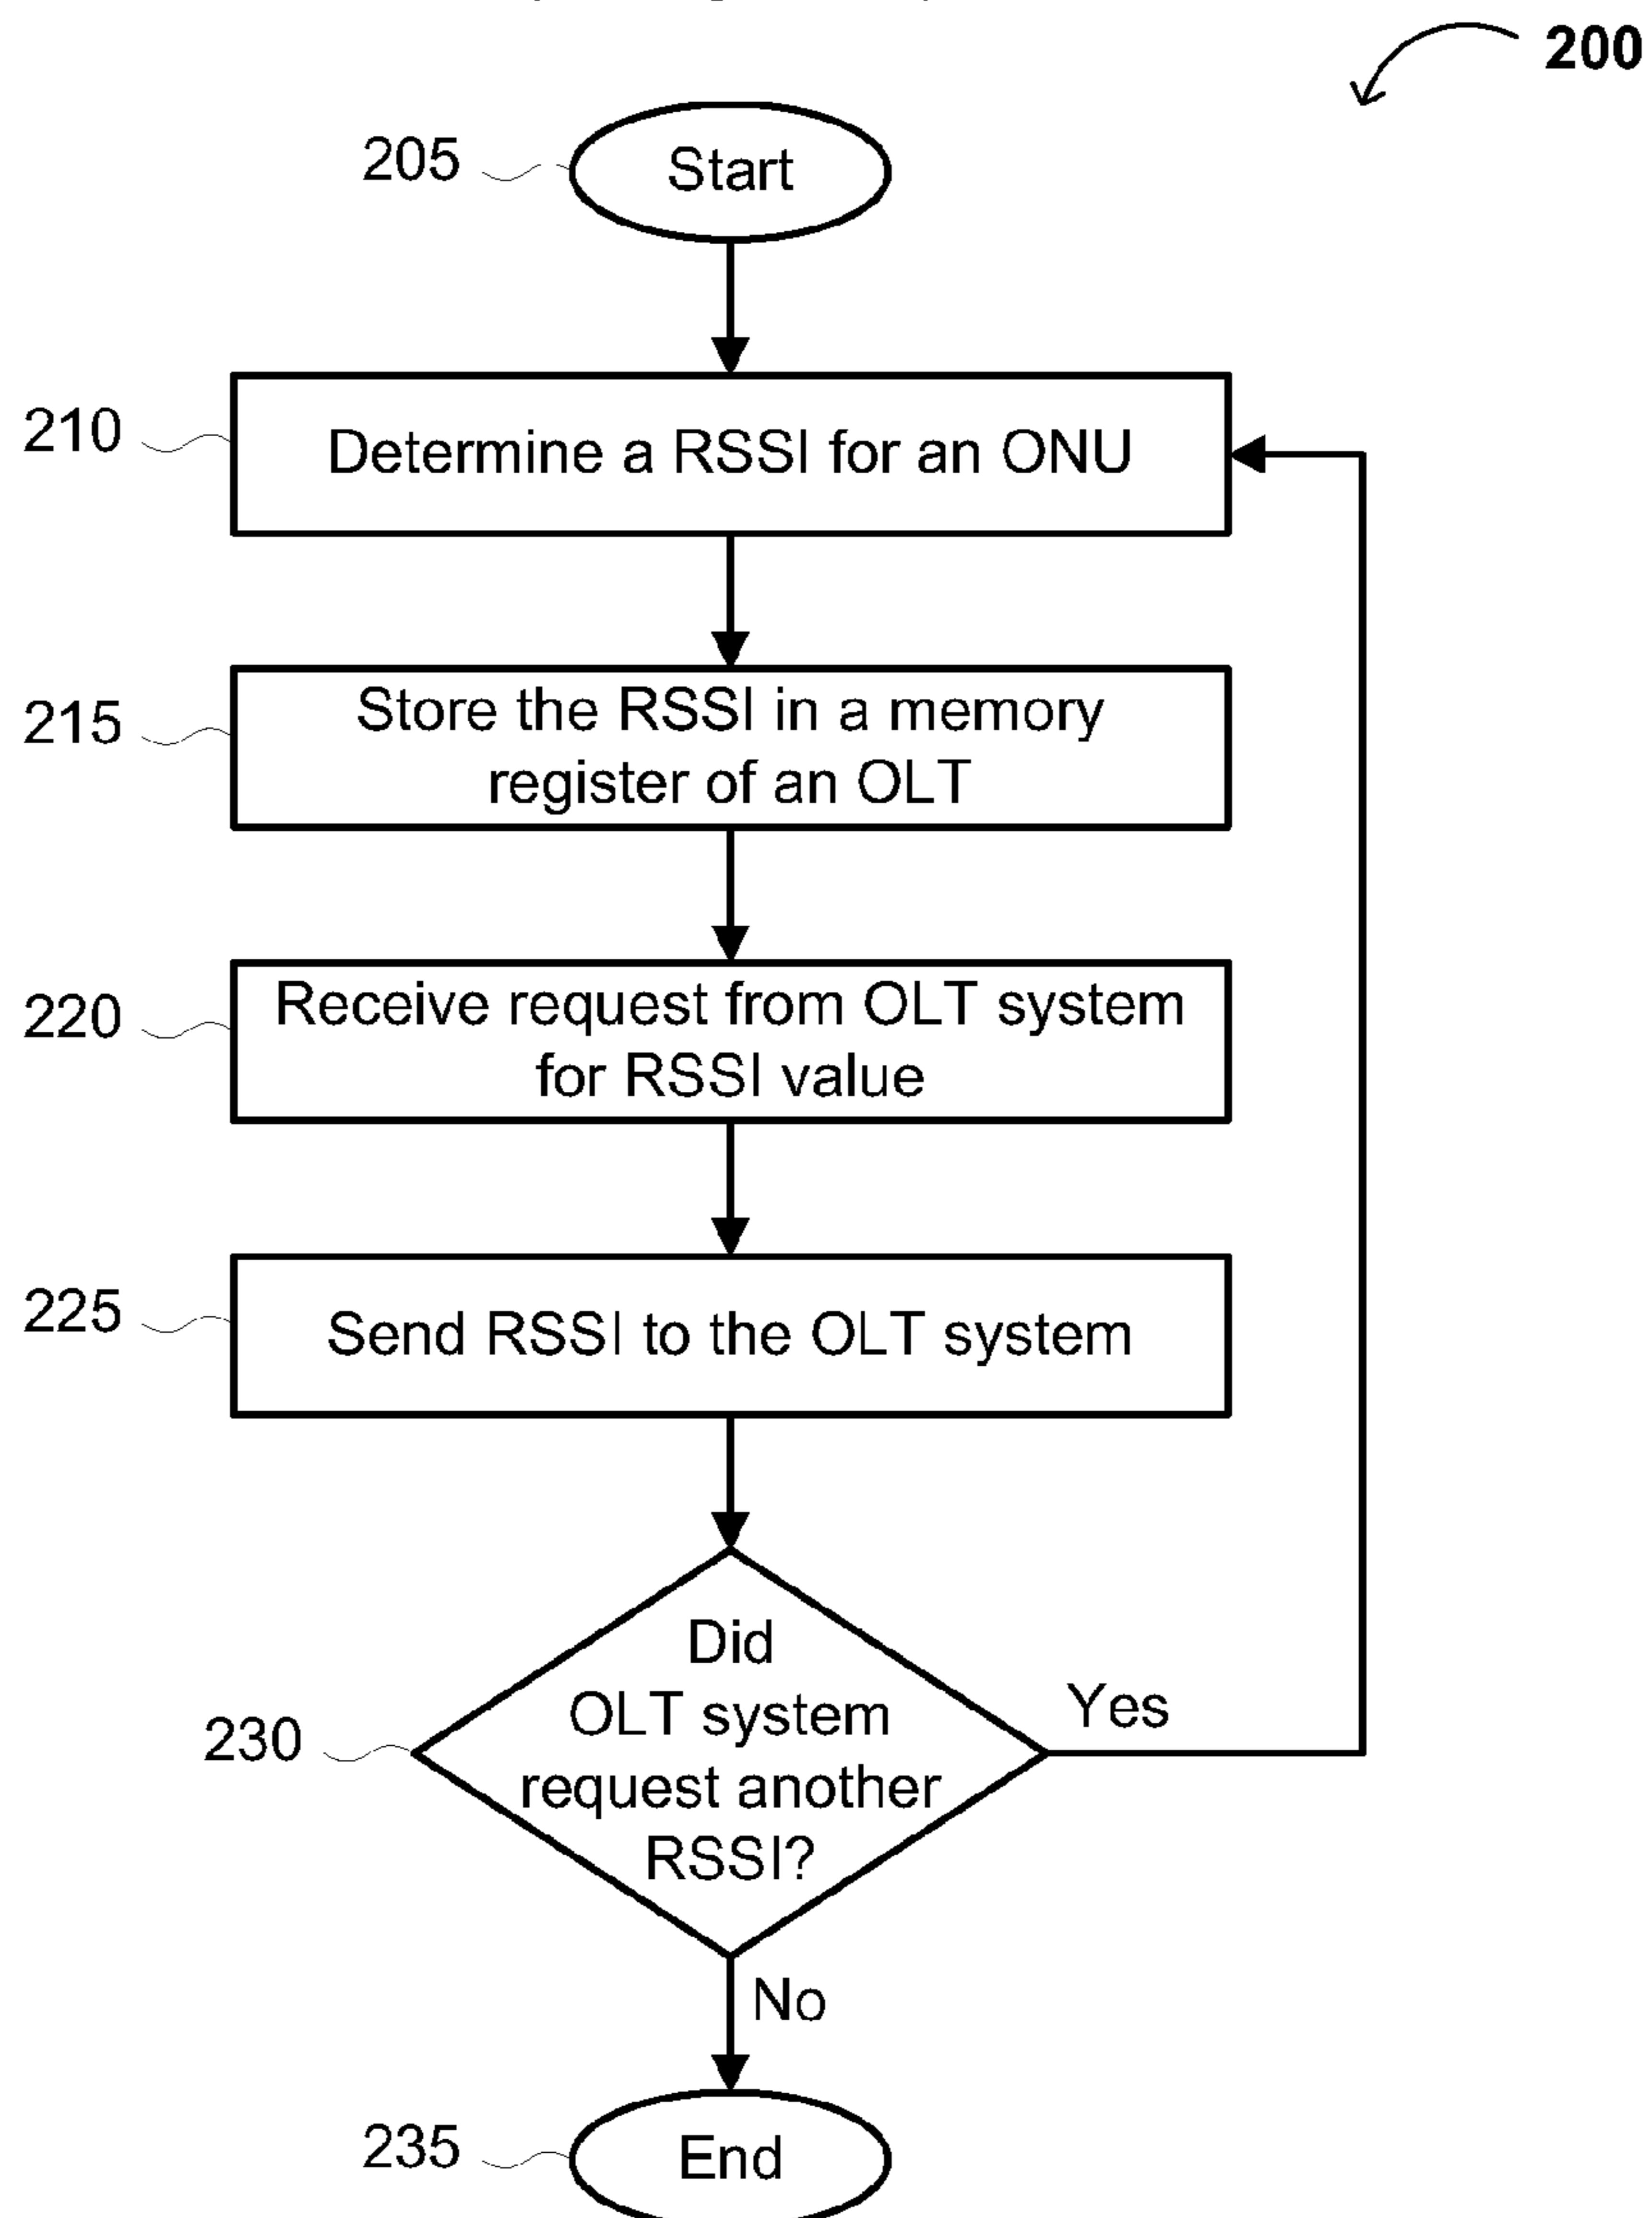 200
205
Start
210
Determine a RSSI for an ONU
215
Store the RSSI in a memory
register of an OLT
220
Receive request from OLT system
for RSSI value
225
Send RSSI to the OLT system
230
Did
OLT system
request another
RSSI?
Yes
No
235
End